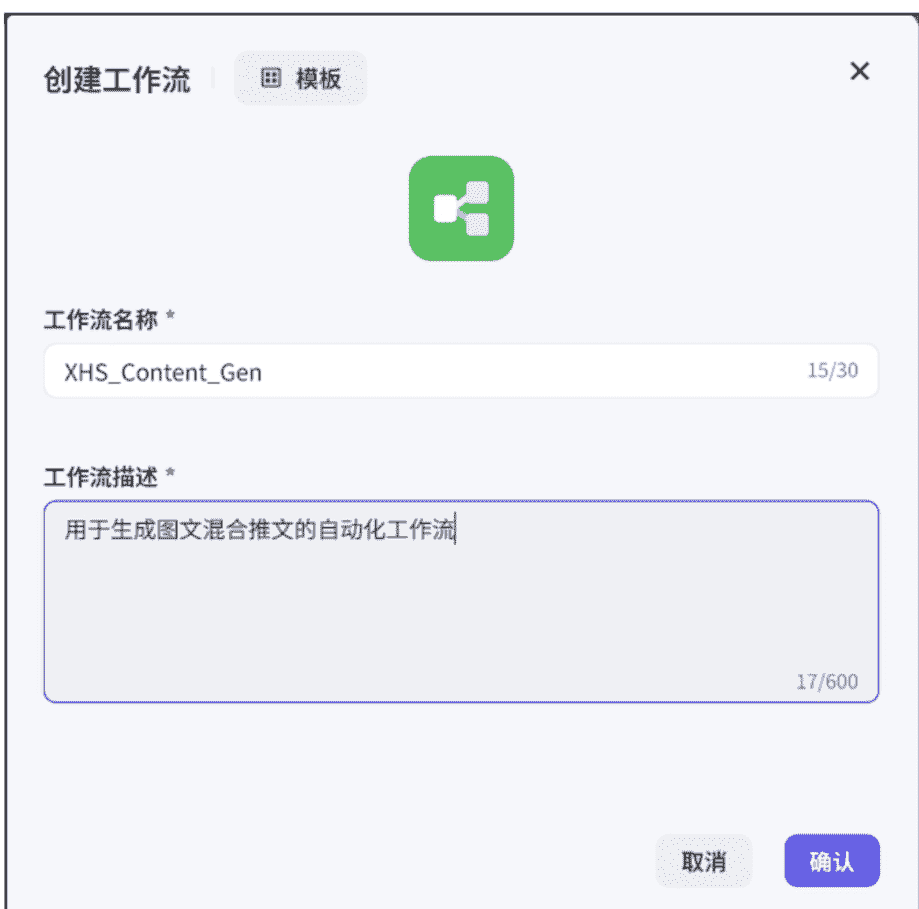 创建工作流
模板
工作流名称 *
XHS_Content_Gen
15/30
工作流描述 *
用于生成图文混合推文的自动化工作流
17/600
取消
确认